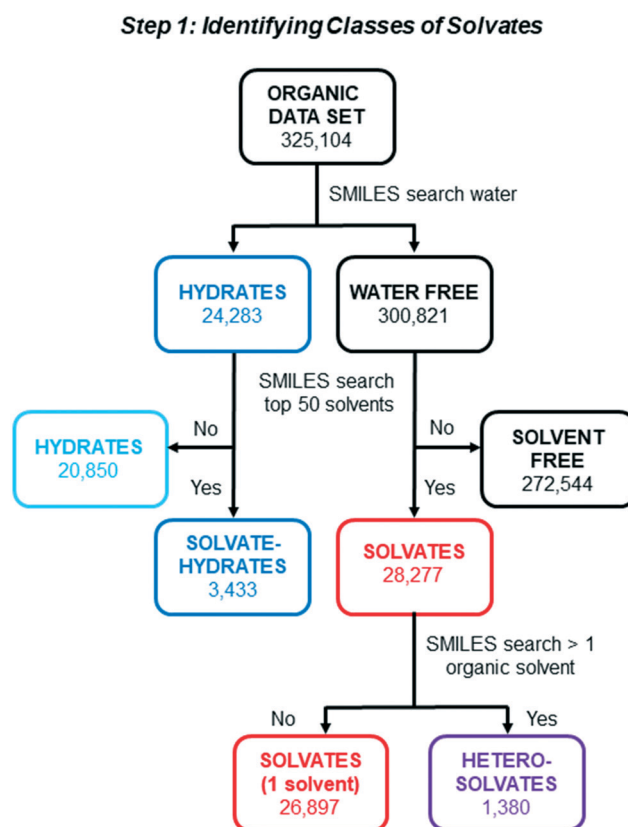 Step 1: Identifying Classes of Solvates
ORGANIC
DATA SET
325,104
SMILES search water
HYDRATES
24,283
WATER FREE
300,821
SMILES search
top 50 solvents
No
HYDRATES
20,850
Yes
SOLVATE-
HYDRATES
3,433
No
SOLVENT
FREE
272,544
Yes
SOLVATES
28,277
SMILES search > 1
organic solvent
No
Yes
SOLVATES
(1 solvent)
26,897
HETERO-
SOLVATES
1,380